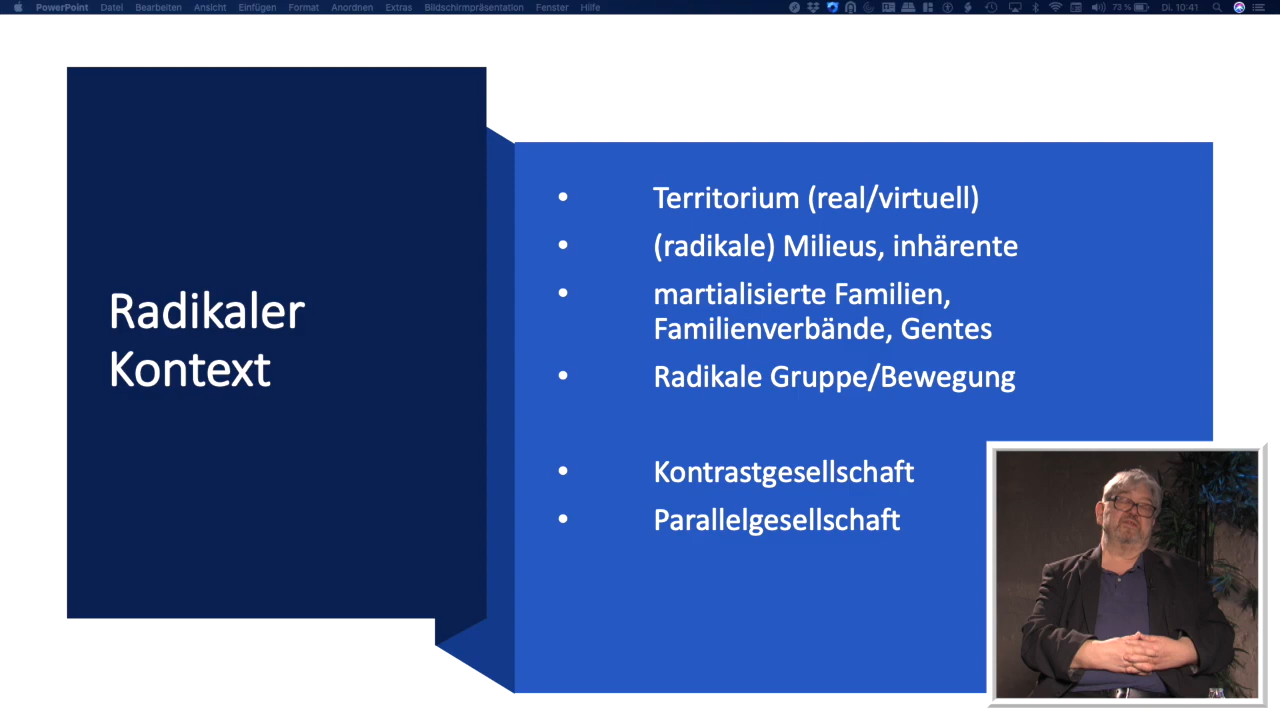 PowerPoint Datei Bearbeiten Ansicht Einfügen Format Anordnen Extras Bildschirmpräsentation Fenster Hilfe 73 % Di. 10:41
Radikaler
Kontext
• Territorium (real/virtuell)
• (radikale) Milieus, inhärente
• martialisierte Familien,
Familienverbände, Gentes
• Radikale Gruppe/Bewegung
• Kontrastgesellschaft
• Parallelgesellschaft